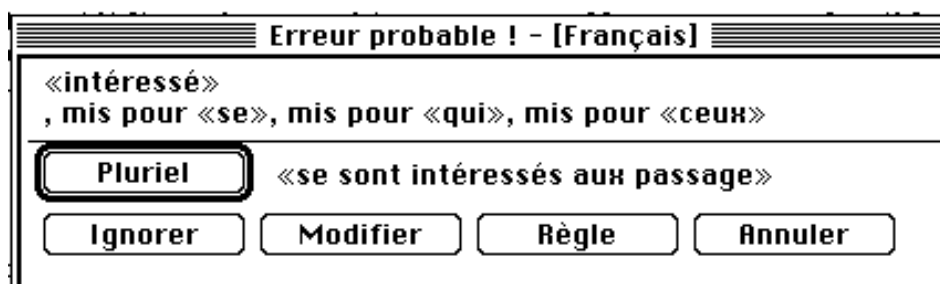 Erreur probable ! - [Français]
«intéressé»
, mis pour «se», mis pour «qui», mis pour «ceux»
Pluriel «se sont intéressés aux passage»
Ignorer Modifier Règle Annuler